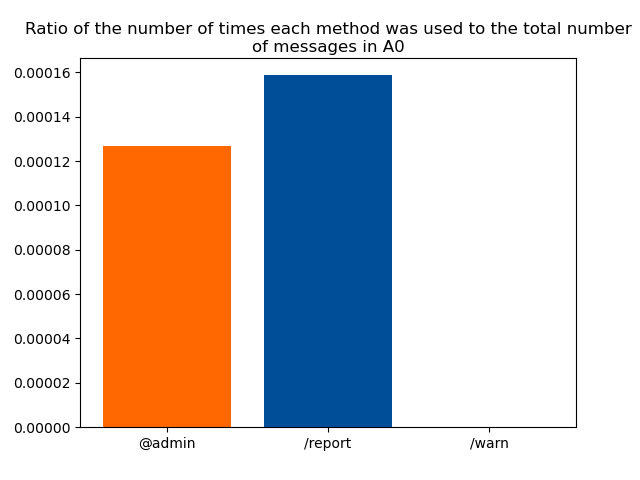 Ratio of the number of times each method was used to the total number
of messages in A0
0.00016
0.00014
0.00012
0.00010
0.00008
0.00006
0.00004
0.00002
0.00000
@admin
/report
/warn